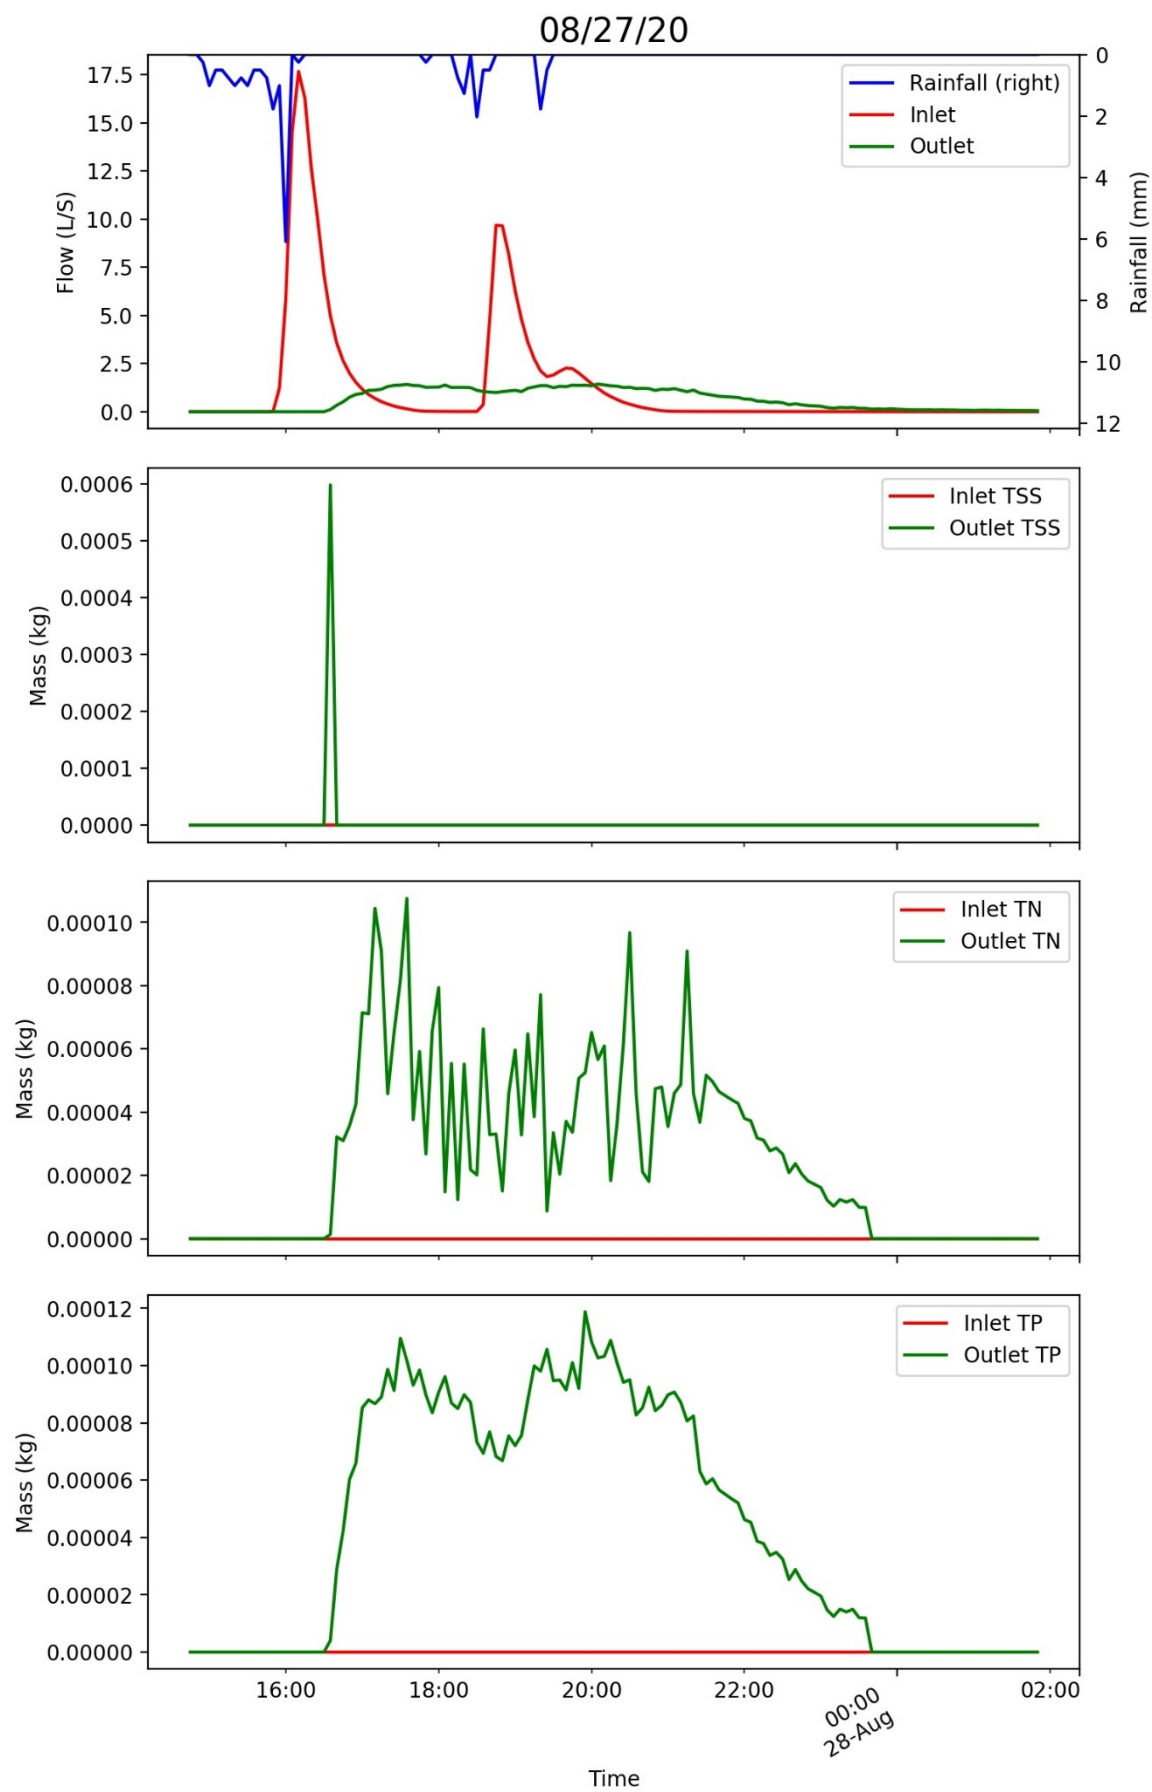 08/27/20
17.5
15.0
12.5
10.0
7.5
5.0
2.5
0.0
Flow (L/S)
Rainfall (right)
Inlet
Outlet
0
2
4
6
8
10
12
Rainfall (mm)
0.0006
0.0005
0.0004
0.0003
0.0002
0.0001
0.0000
Mass (kg)
Inlet TSS
Outlet TSS
0.00010
0.00008
0.00006
0.00004
0.00002
0.00000
Mass (kg)
Inlet TN
Outlet TN
0.00012
0.00010
0.00008
0.00006
0.00004
0.00002
0.00000
Mass (kg)
Inlet TP
Outlet TP
16:00 18:00 20:00 22:00 00:00 02:00
28-Aug
Time